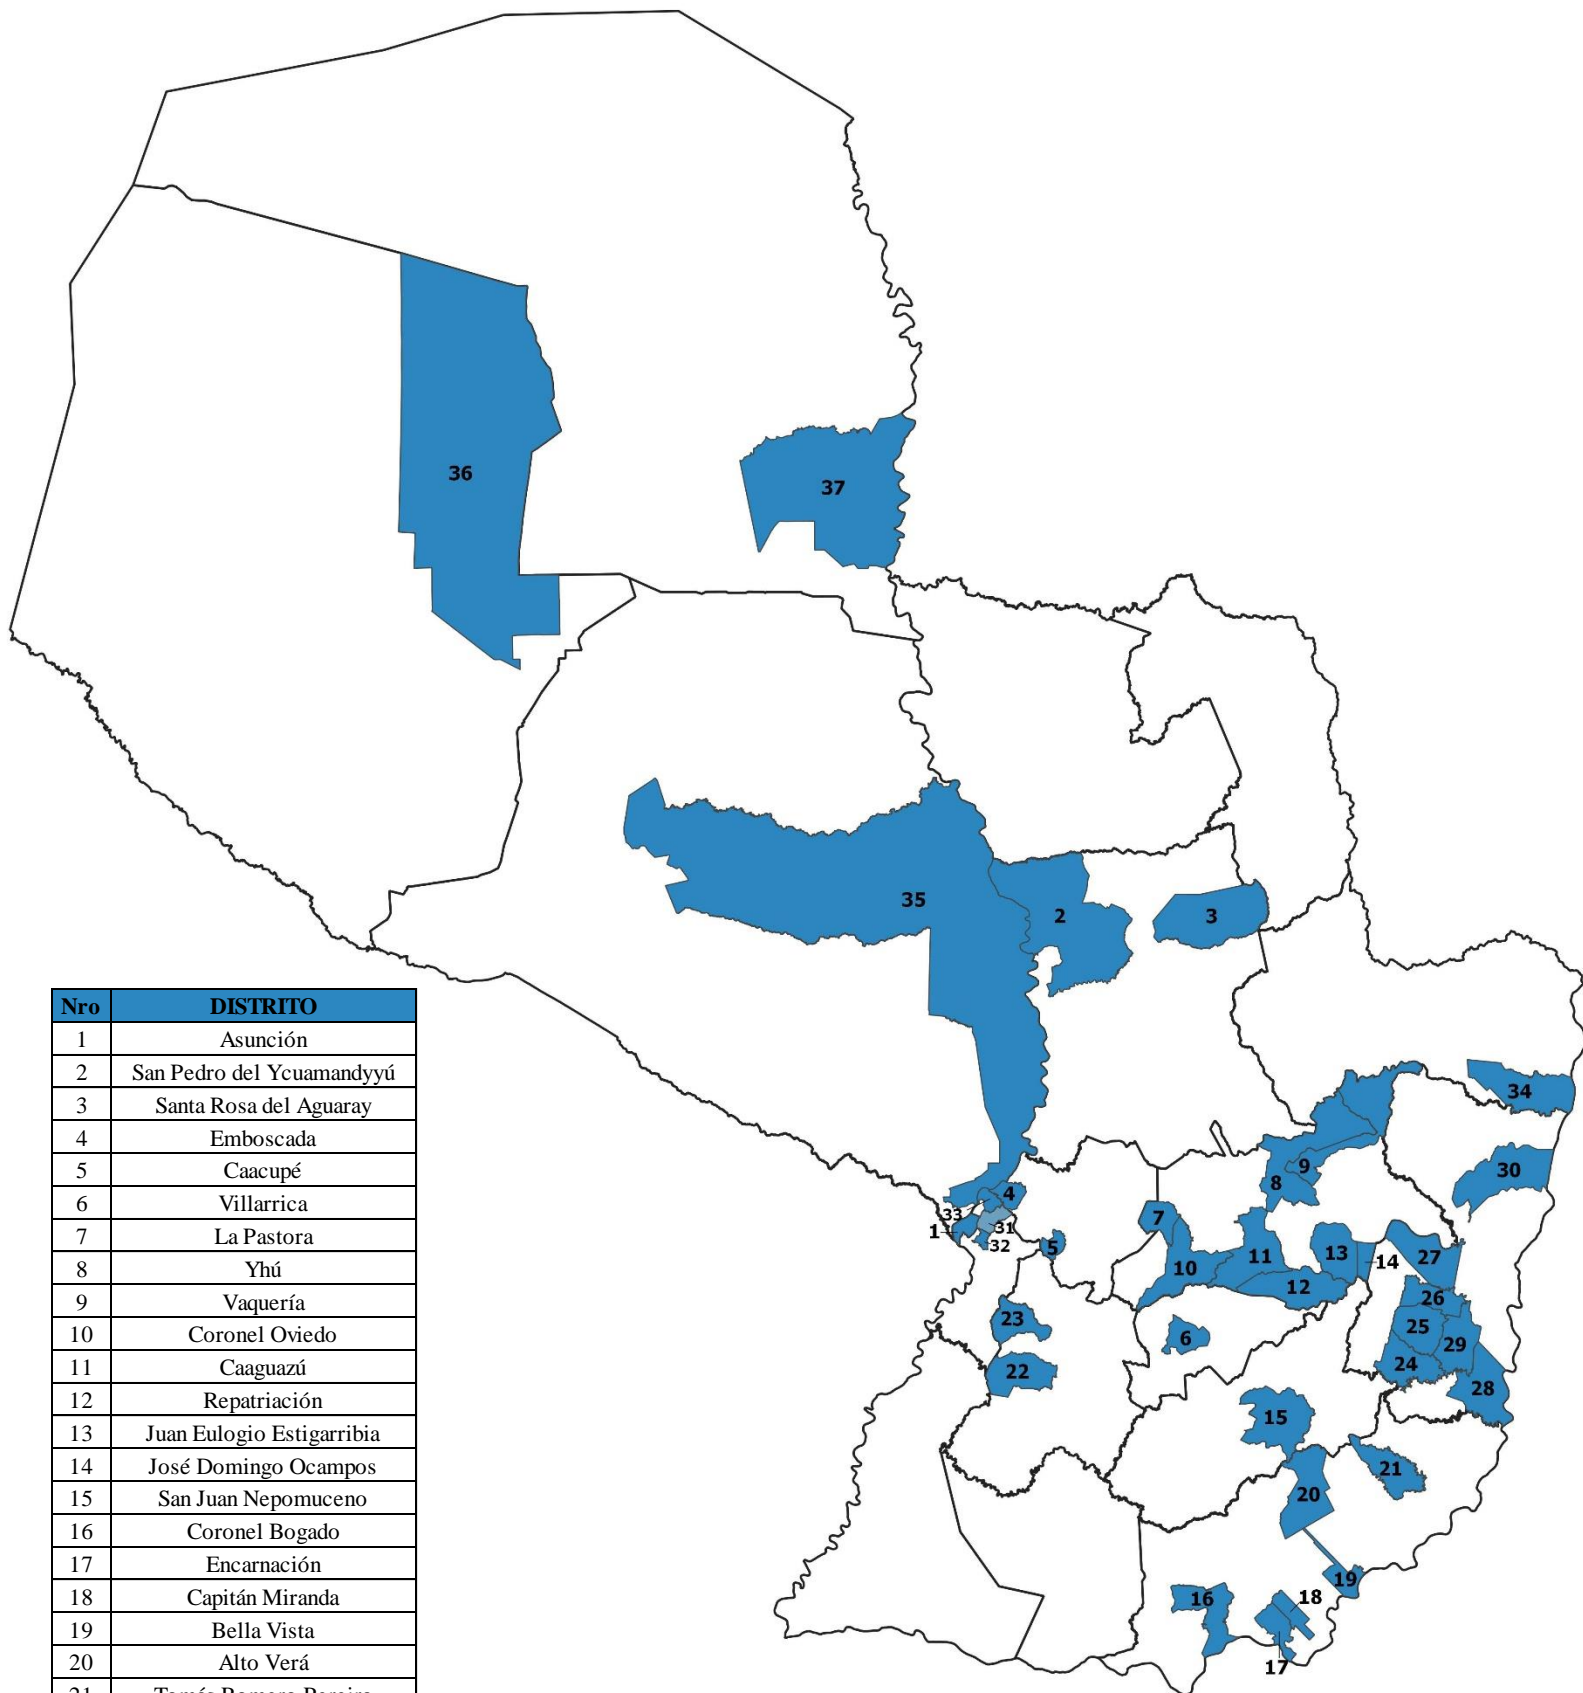 36
37
35
2
3
34
30
9
8
4
33
31
1
32
7
5
11
13
14
27
10
12
26
23
25
6
29
22
24
28
15
21
20
19
16
18
17
Nro DISTRITO
1 Asunción
2 San Pedro del Ycuamandyyú
3 Santa Rosa del Aguaray
4 Emboscada
5 Caacupé
6 Villarrica
7 La Pastora
8 Yhú
9 Vaquería
10 Coronel Oviedo
11 Caaguazú
12 Repatriación
13 Juan Eulogio Estigarribia
14 José Domingo Ocampos
15 San Juan Nepomuceno
16 Coronel Bogado
17 Encarnación
18 Capitán Miranda
19 Bella Vista
20 Alto Verá
21 Tomás Romero Pereira